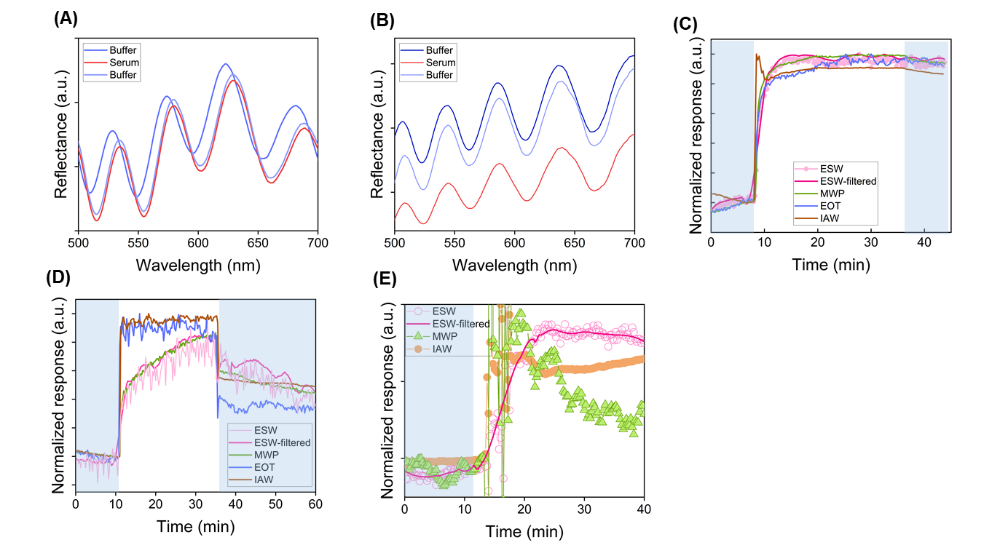 (A)
Buffer
Serum
Buffer
Reflectance (a.u.)
500
550
600
650
700
Wavelength (nm)
(B)
Buffer
Serum
Buffer
Reflectance (a.u.)
500
550
600
650
700
Wavelength (nm)
(C)
Normalized response (a.u.)
ESW
ESW-filtered
MWP
EOT
IAW
0
10
20
30
40
Time (min)
(D)
Normalized response (a.u.)
ESW
ESW-filtered
MWP
EOT
IAW
0
10
20
30
40
50
60
Time (min)
(E)
Normalized response (a.u.)
ESW
ESW-filtered
MWP
IAW
0
10
20
30
40
Time (min)